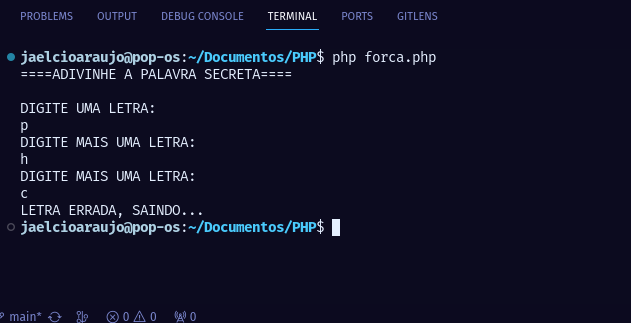 PROBLEMS OUTPUT DEBUG CONSOLE TERMINAL PORTS GITLENS
jaelcioaraujo@pop-os:~/Documentos/PHP$ php forca.php
====ADIVINHE A PALAVRA SECRETA====
DIGITE UMA LETRA:
p
DIGITE MAIS UMA LETRA:
h
DIGITE MAIS UMA LETRA:
c
LETRA ERRADA, SAINDO...
jaelcioaraujo@pop-os:~/Documentos/PHP$
main* 0 0 0